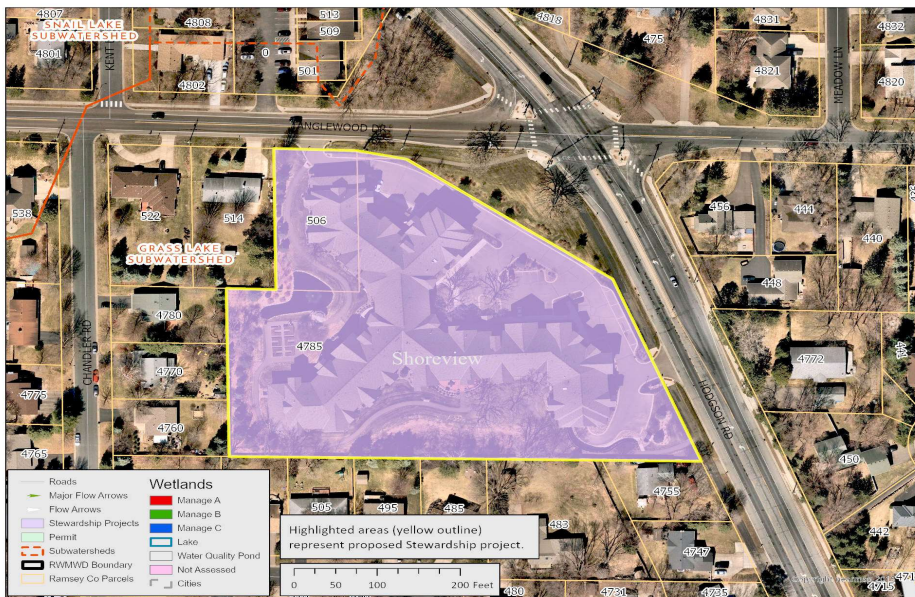 4807
SNAIL LAKE
SUBWATERSHED
4801
4808
4802
0
513
509
501
4818
475
4831
4821
4832
4820
MEADOW LN
538
522
514
506
GRASS LAKE
SUBWATERSHED
456
444
440
448
4780
4785
Shoreview
4770
4772
CHANDLER RD
4775
4760
4765
HODGSON RD
450
505
495
485
483
4755
4747
442
480
4731
4735
4715
Roads
Major Flow Arrows
Flow Arrows
Stewardship Projects
Permit
Subwatersheds
RWMWD Boundary
Ramsey Co Parcels
Wetlands
Manage A
Manage B
Manage C
Lake
Water Quality Pond
Not Assessed
Cities
Highlighted areas (yellow outline)
represent proposed Stewardship project.
0 50 100 200 Feet